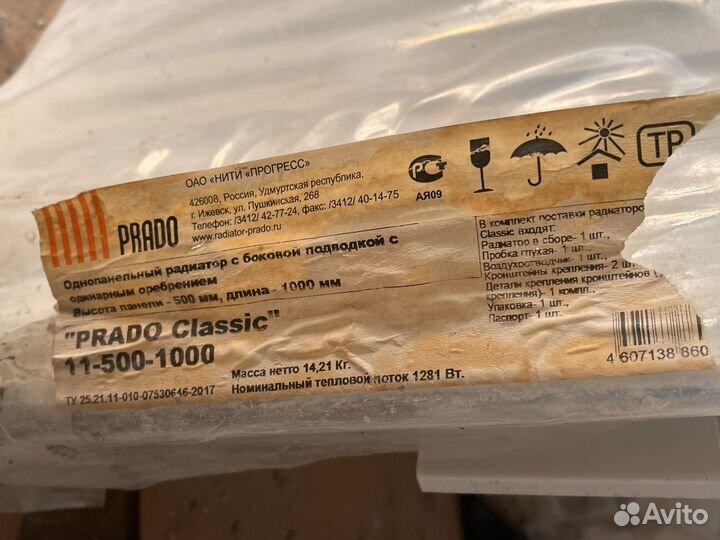 ОАО "НИТИ "ПРОГРЕСС"
426008, Россия, Удмуртская республика,
г. Ижевск, ул. Пушкинская, 268
Телефон: /3412/ 42-77-24, факс: /3412/ 40-14-75
www.radiator-prado.ru
PRADO
РСТ
АЯ09
ТР
Однопанельный радиатор с боковой подводкой с
одинарным оребрением
Высота панели - 500 мм, длина - 1000 мм
"PRADO Classic"
11-500-1000
Масса нетто 14,21 Кг.
Номинальный тепловой поток 1281 Вт.
ТУ 25.21.11-010-07530646-2017
В комплект поставки радиаторо
Classic входят:
Радиатор в сборе - 1 шт.,
Пробка глухая - 1 шт.,
Воздухоотводчик - 1 шт.,
Кронштейны крепления - 2 шт
Детали крепления кронштейнов (
крепления) - 1 компл.,
Упаковка - 1 шт.,
Паспорт - 1 шт.
4 607138 860
Avito